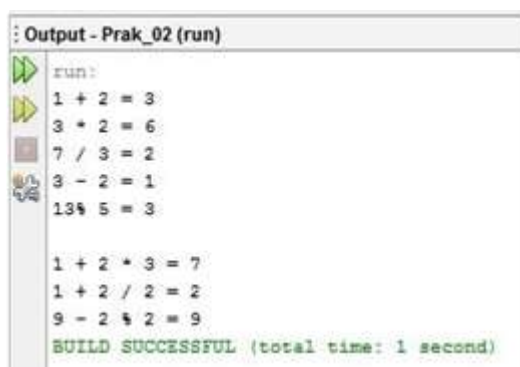 Output - Prak_02 (run)
run:
1 + 2 = 3
3 * 2 = 6
7 / 3 = 2
3 - 2 = 1
13% 5 = 3
1 + 2 * 3 = 7
1 + 2 / 2 = 2
9 - 2 % 2 = 9
BUILD SUCCESSFUL (total time: 1 second)